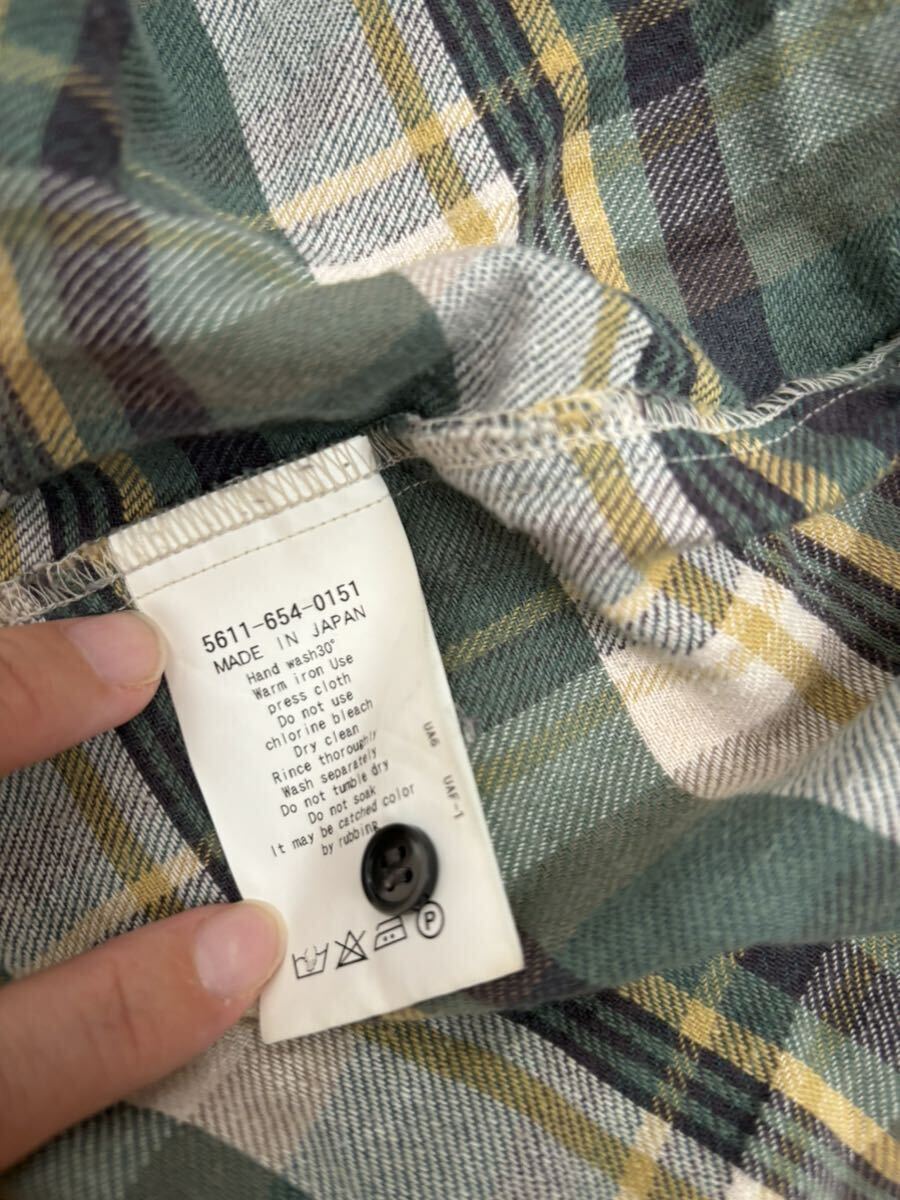 5611-654-0151
MADE IN JAPAN
Hand wash30°
Warm iron Use
press cloth
Do not use
chlorine bleach
Dry clean
Rince thoroughly
Wash separately
Do not tumble dry
Do not soak
It may be catched color
by rubbing
UA6
UAF-1
P